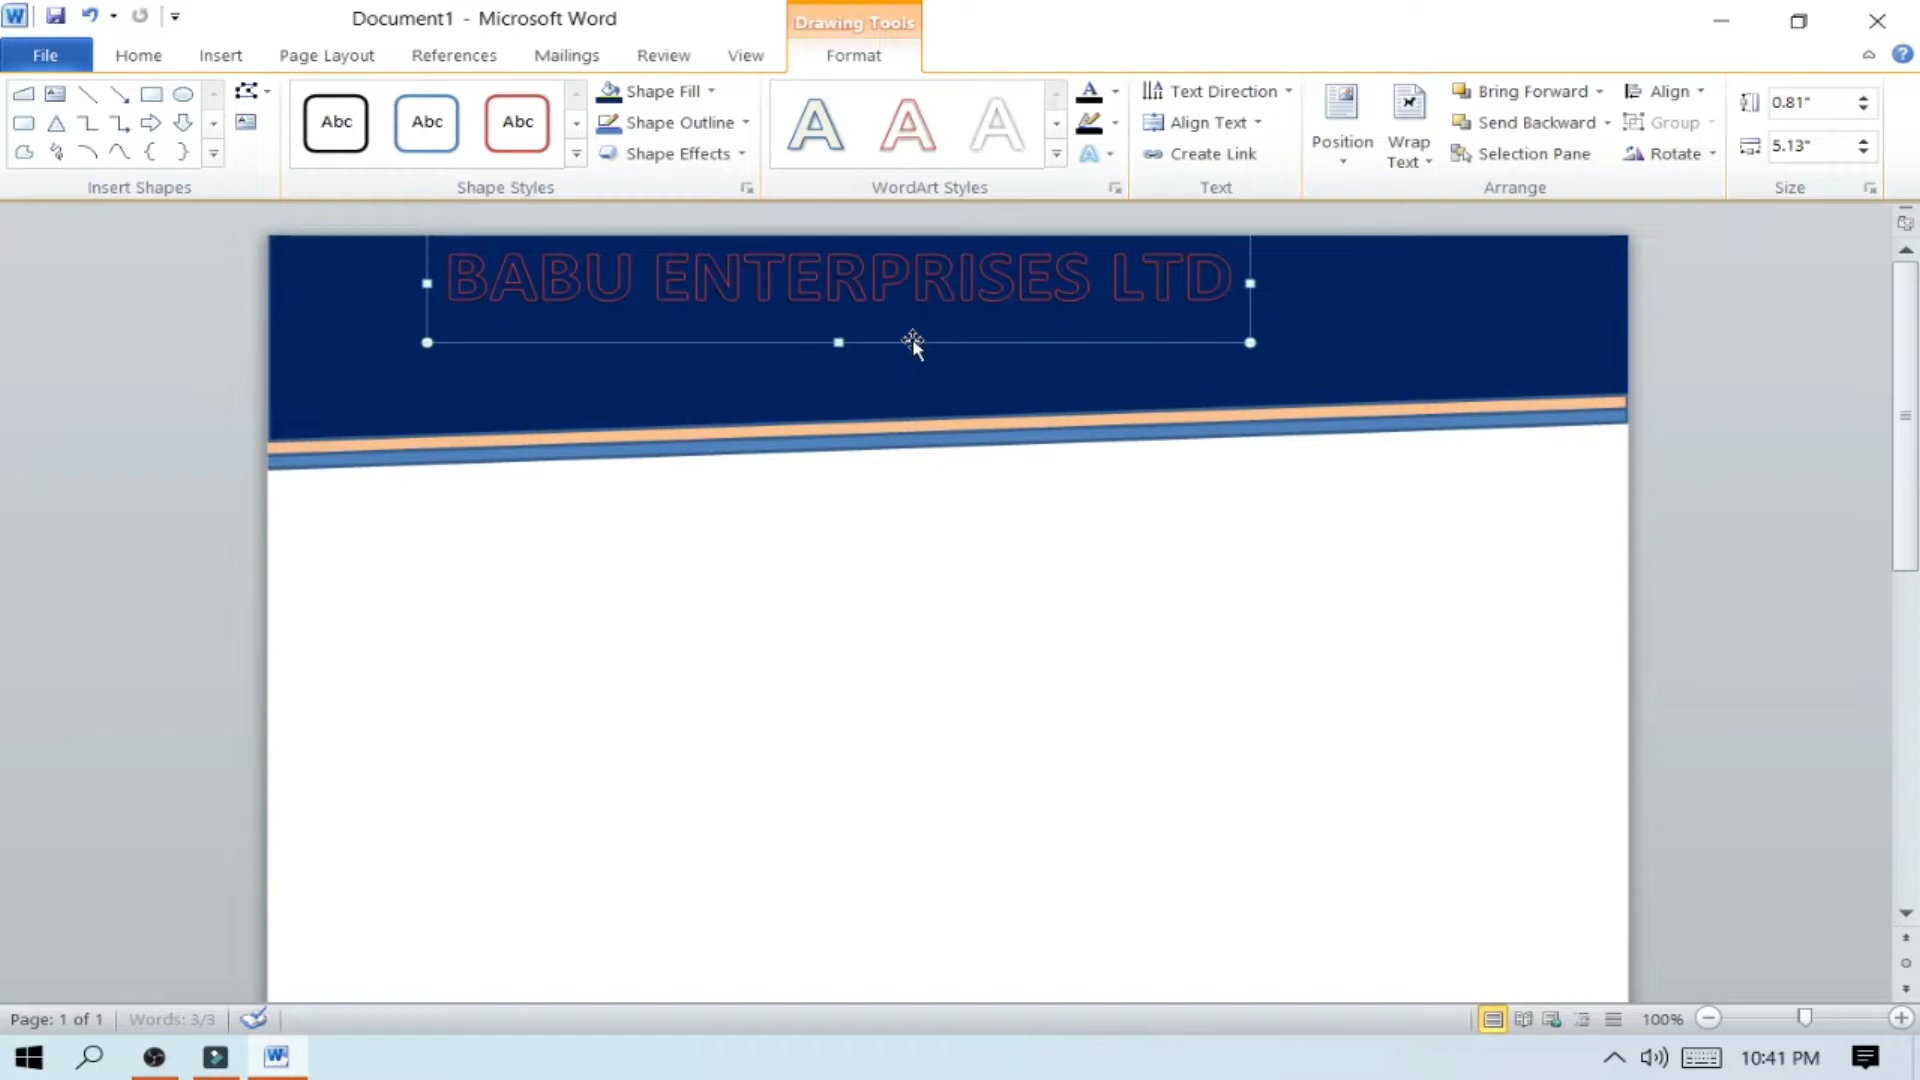 Document1 - Microsoft Word
Drawing Tools
File Home Insert Page Layout References Mailings Review View Format
Abc Abc Abc
Shape Fill
Shape Outline
Shape Effects
A A A
A
A
Text Direction
Align Text
Create Link
Position
Wrap Text
Bring Forward
Send Backward
Selection Pane
Align
Group
Rotate
0.81"
5.13"
Insert Shapes Shape Styles WordArt Styles Text Arrange Size
BABU ENTERPRISES LTD
Page: 1 of 1 Words: 3/3 100%
10:41 PM